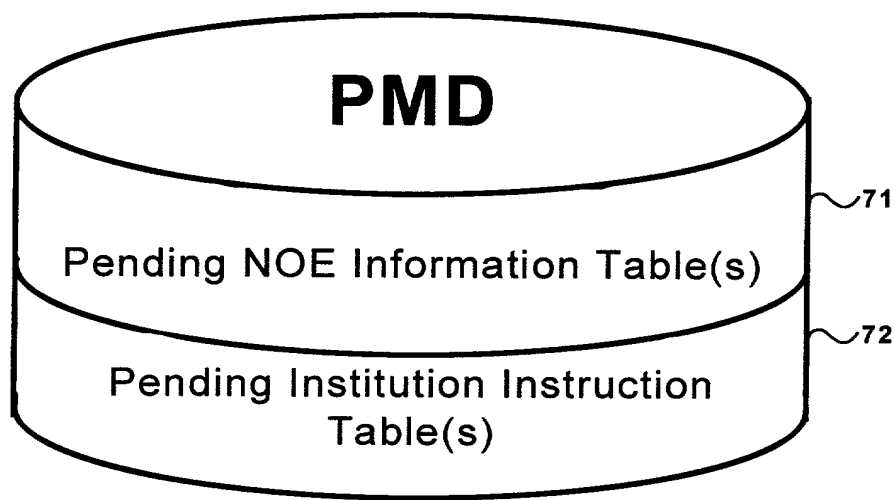 PMD
71
Pending NOE Information Table(s)
72
Pending Institution Instruction
Table(s)